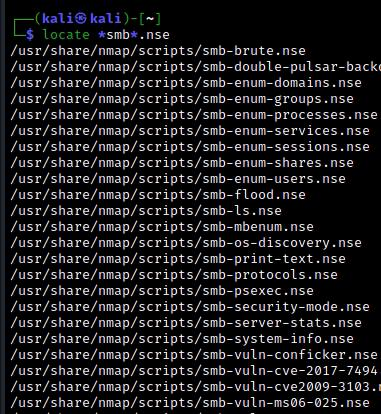 (kali㉿kali)-[~]
$ locate *smb*.nse
/usr/share/nmap/scripts/smb-brute.nse
/usr/share/nmap/scripts/smb-double-pulsar-backd
/usr/share/nmap/scripts/smb-enum-domains.nse
/usr/share/nmap/scripts/smb-enum-groups.nse
/usr/share/nmap/scripts/smb-enum-processes.nse
/usr/share/nmap/scripts/smb-enum-services.nse
/usr/share/nmap/scripts/smb-enum-sessions.nse
/usr/share/nmap/scripts/smb-enum-shares.nse
/usr/share/nmap/scripts/smb-enum-users.nse
/usr/share/nmap/scripts/smb-flood.nse
/usr/share/nmap/scripts/smb-ls.nse
/usr/share/nmap/scripts/smb-mbenum.nse
/usr/share/nmap/scripts/smb-os-discovery.nse
/usr/share/nmap/scripts/smb-print-text.nse
/usr/share/nmap/scripts/smb-protocols.nse
/usr/share/nmap/scripts/smb-psexec.nse
/usr/share/nmap/scripts/smb-security-mode.nse
/usr/share/nmap/scripts/smb-server-stats.nse
/usr/share/nmap/scripts/smb-system-info.nse
/usr/share/nmap/scripts/smb-vuln-conficker.nse
/usr/share/nmap/scripts/smb-vuln-cve-2017-7494
/usr/share/nmap/scripts/smb-vuln-cve2009-3103.n
/usr/share/nmap/scripts/smb-vuln-ms06-025.nse